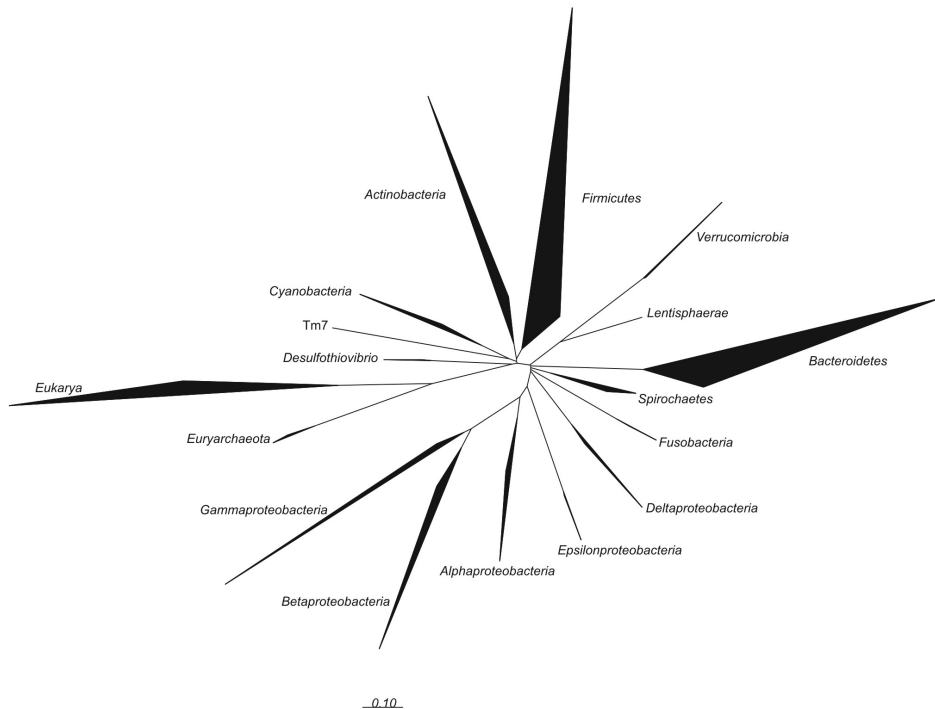 Actinobacteria
Firmicutes
Verrucomicrobia
Cyanobacteria
Lentisphaerae
Tm7
Desulfothiovibrio
Bacteroidetes
Eukarya
Spirochaetes
Euryarchaeota
Fusobacteria
Gammaproteobacteria
Deltaproteobacteria
Epsilonproteobacteria
Alphaproteobacteria
Betaproteobacteria
0.10